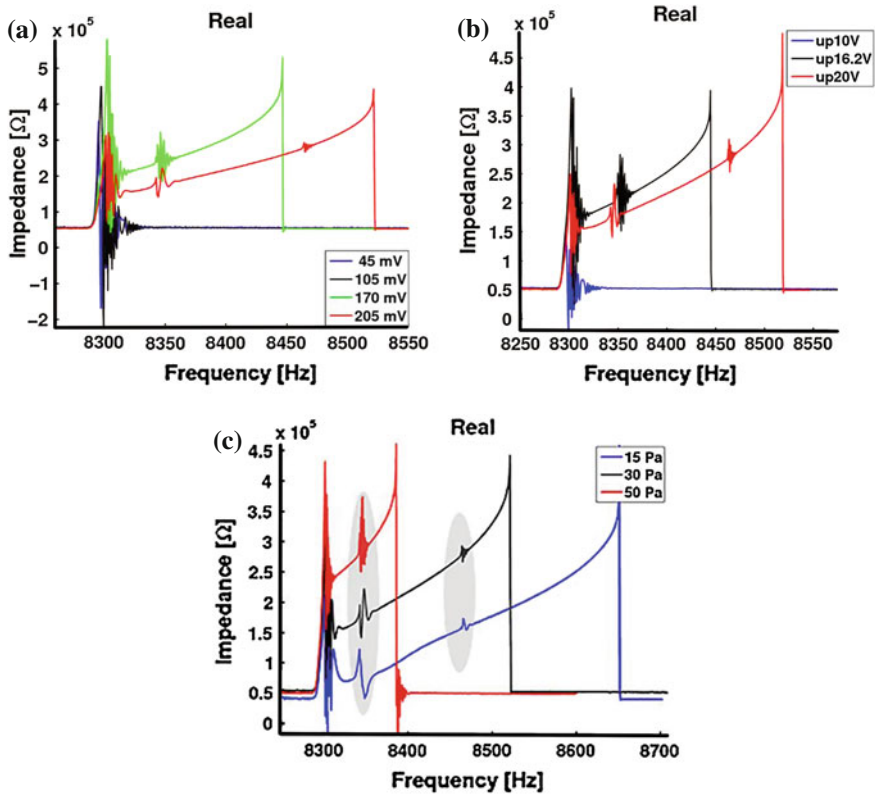 (a)
Real
x 10⁵
5
4
3
2
1
0
−1
−2
Impedance [Ω]
8300 8350 8400 8450 8500 8550
Frequency [Hz]
45 mV
105 mV
170 mV
205 mV
(b)
Real
x 10⁵
4.5
4
3.5
3
2.5
2
1.5
1
0.5
0
Impedance [Ω]
8250 8300 8350 8400 8450 8500 8550
Frequency [Hz]
up10V
up16.2V
up20V
(c)
Real
x 10⁵
4.5
4
3.5
3
2.5
2
1.5
1
0.5
0
Impedance [Ω]
8300 8400 8500 8600 8700
Frequency [Hz]
15 Pa
30 Pa
50 Pa